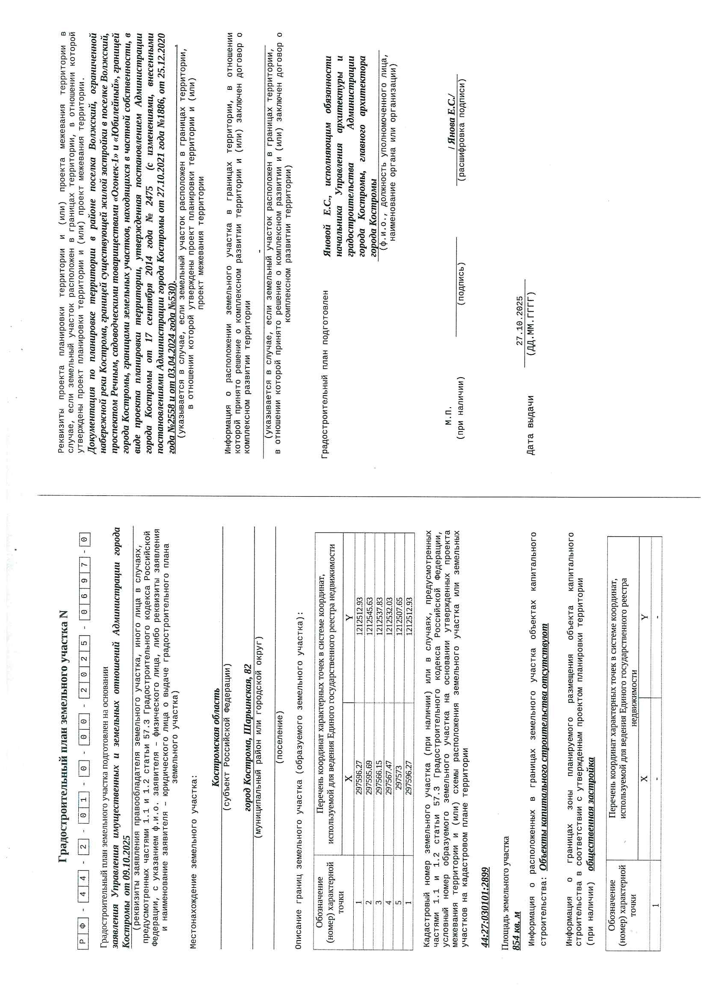 Градостроительный план земельного участка N
Р Ф - 4 4 - 2 - 0 1 - 0 - 0 0 - 2 0 2 5 - 0 6 9 7 - 0
Градостроительный план земельного участка подготовлен на основании
заявления Управления имущественных и земельных отношений Администрации города
Костромы от 09.10.2025
(реквизиты заявления правообладателя земельного участка, иного лица в случаях,
предусмотренных частями 1.1 и 1.2 статьи 57.3 Градостроительного кодекса Российской
Федерации, с указанием ф.и.о. заявителя – физического лица, либо реквизиты заявления
и наименование заявителя – юридического лица о выдаче градостроительного плана
земельного участка)
Местонахождение земельного участка:
Костромская область
(субъект Российской Федерации)
город Кострома, Шарьинская, 82
(муниципальный район или городской округ)
(поселение)
Описание границ земельного участка (образуемого земельного участка):
Обозначение (номер) характерной точки
Перечень координат характерных точек в системе координат,
используемой для ведения Единого государственного реестра недвижимости
X Y
1 297596.27 1212512.93
2 297595.69 1212545.63
3 297566.15 1212537.83
4 297567.47 1212532.03
5 297573 1212507.65
1 297596.27 1212512.93
Кадастровый номер земельного участка (при наличии) или в случаях, предусмотренных
частями 1.1 и 1.2 статьи 57.3 Градостроительного кодекса Российской Федерации,
условный номер образуемого земельного участка на основании утвержденных проекта
межевания территории и (или) схемы расположения земельного участка или земельных
участков на кадастровом плане территории
44:27:030101:2899
Площадь земельного участка
854 кв. м
Информация о расположенных в границах земельного участка объектах капитального
строительства: Объекты капитального строительства отсутствуют
Информация о границах зоны планируемого размещения объекта капитального
строительства в соответствии с утвержденным проектом планировки территории
(при наличии) общественная застройка
Обозначение (номер) характерной точки
Перечень координат характерных точек в системе координат,
используемой для ведения Единого государственного реестра
недвижимости
X Y
1 - -
Реквизиты проекта планировки территории и (или) проекта межевания территории в
случае, если земельный участок расположен в границах территории, в отношении которой
утверждены проект планировки территории и (или) проект межевания территории.
Документация по планировке территории в районе поселка Волжский, ограниченной
набережной реки Кострома, границей существующей жилой застройки в поселке Волжский,
проспектом Речным, садоводческими товариществами «Огонек-1» и «Юбилейный», границей
города Костромы, границами земельных участков, находящихся в частной собственности, в
виде проекта планировки территории, утвержденная постановлением Администрации
города Костромы от 17 сентября 2014 года № 2475 (с изменениями, внесенными
постановлениями Администрации города Костромы от 27.10.2021 года №1886, от 25.12.2020
года №2558 и от 03.04.2024 года №530).
(указывается в случае, если земельный участок расположен в границах территории,
в отношении которой утверждены проект планировки территории и (или)
проект межевания территории
Информация о расположении земельного участка в границах территории, в отношении
которой принято решение о комплексном развитии территории и (или) заключен договор о
комплексном развитии территории
-
(указывается в случае, если земельный участок расположен в границах территории,
в отношении которой принято решение о комплексном развитии и (или) заключен договор о
комплексном развитии территории)
Градостроительный план подготовлен
Яновой Е.С., исполняющим обязанности
начальника Управления архитектуры и
градостроительства Администрации
города Костромы, главного архитектора
города Костромы
(ф.и.о., должность уполномоченного лица,
наименование органа или организации)
М.П. / Янова Е.С./
(при наличии) (подпись) (расшифровка подписи)
Дата выдачи 27.10.2025
(ДД.ММ.ГГГГ)